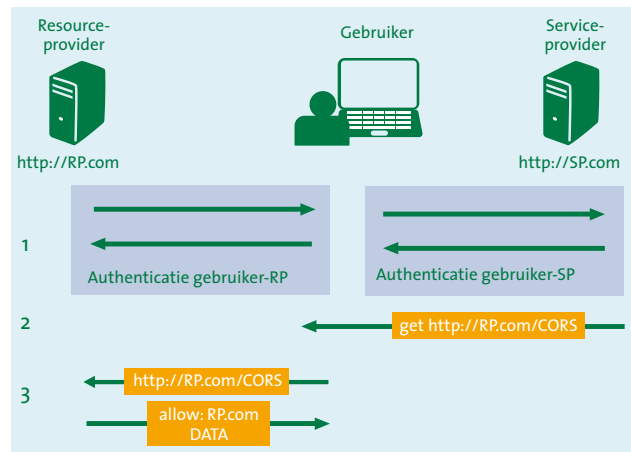 Resource-
provider
Gebruiker
Service-
provider
http://RP.com
http://SP.com
1
Authenticatie gebruiker-RP
Authenticatie gebruiker-SP
2
get http://RP.com/CORS
3
http://RP.com/CORS
allow: RP.com
DATA